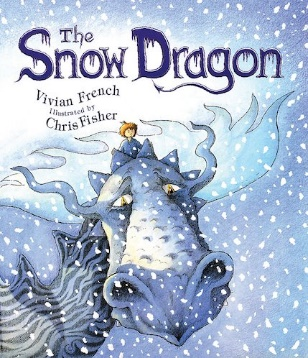 The
Snow Dragon
Vivian French
Illustrated by
Chris Fisher